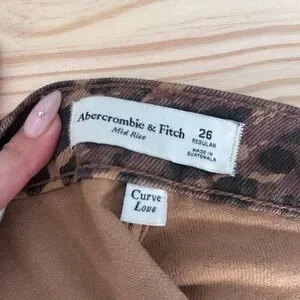 Abercrombie & Fitch
Mid Rise
26
REGULAR
MADE IN
GUATEMALA
Curve
Love